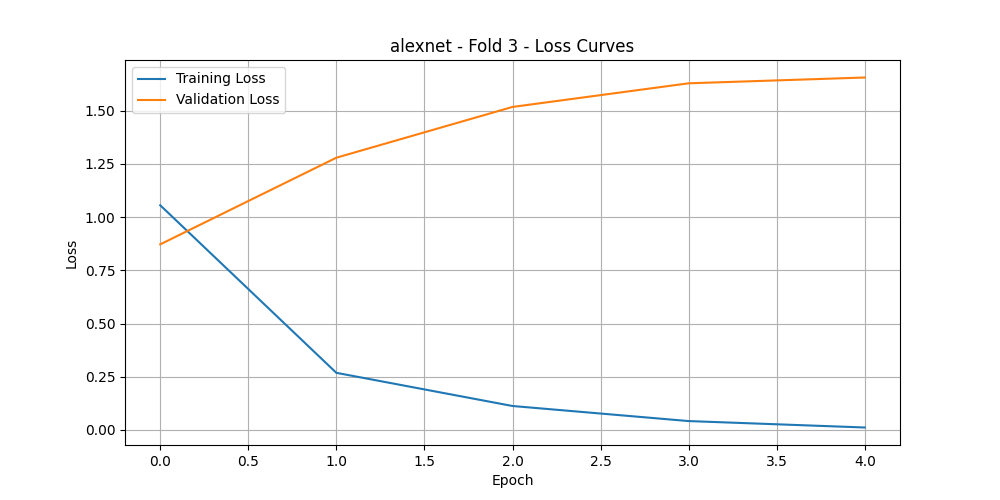 alexnet - Fold 3 - Loss Curves
Training Loss
Validation Loss
1.50
1.25
1.00
0.75
0.50
0.25
0.00
Loss
0.0 0.5 1.0 1.5 2.0 2.5 3.0 3.5 4.0
Epoch